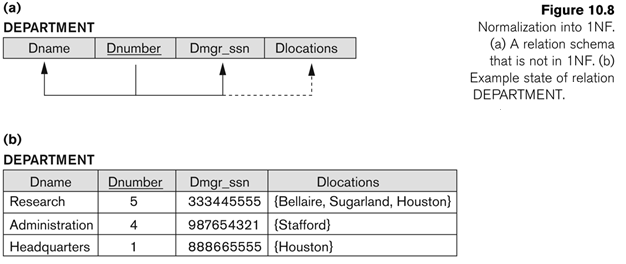 (a)
DEPARTMENT
Dname Dnumber Dmgr_ssn Dlocations
Figure 10.8
Normalization into 1NF.
(a) A relation schema
that is not in 1NF. (b)
Example state of relation
DEPARTMENT.
(b)
DEPARTMENT
Dname Dnumber Dmgr_ssn Dlocations
Research 5 333445555 {Bellaire, Sugarland, Houston}
Administration 4 987654321 {Stafford}
Headquarters 1 888665555 {Houston}